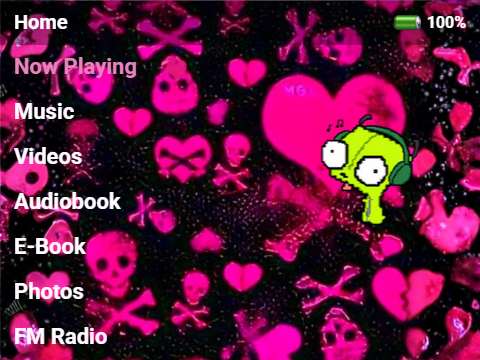 Home
100%
Now Playing
Music
Videos
Audiobook
E-Book
Photos
FM Radio